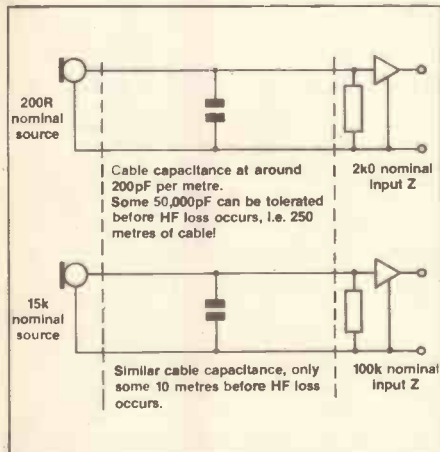 200R
nominal
source
Cable capacitance at around
200pF per metre.
Some 50,000pF can be tolerated
before HF loss occurs, i.e. 250
metres of cable!
2k0 nominal
input Z
15k
nominal
source
Similar cable capacitance, only
some 10 metres before HF loss
occurs.
100k nominal
input Z